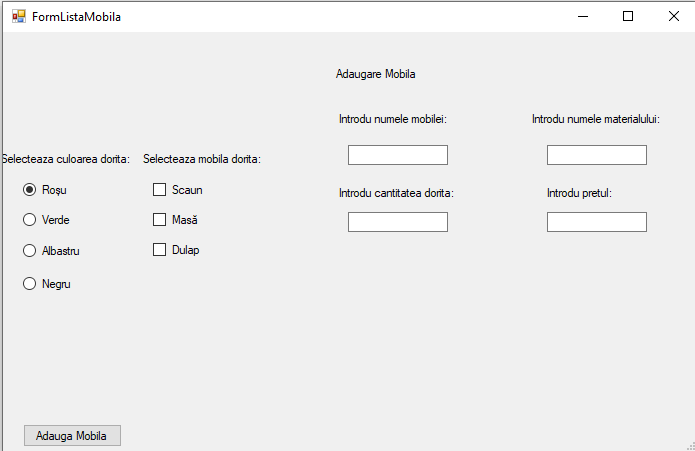 FormListaMobila
Adaugare Mobila
Introdu numele mobilei:
Introdu numele materialului:
Selecteaza culoarea dorita:
Selecteaza mobila dorita:
Roșu
Scaun
Introdu cantitatea dorita:
Introdu pretul:
Verde
Masă
Albastru
Dulap
Negru
Adauga Mobila